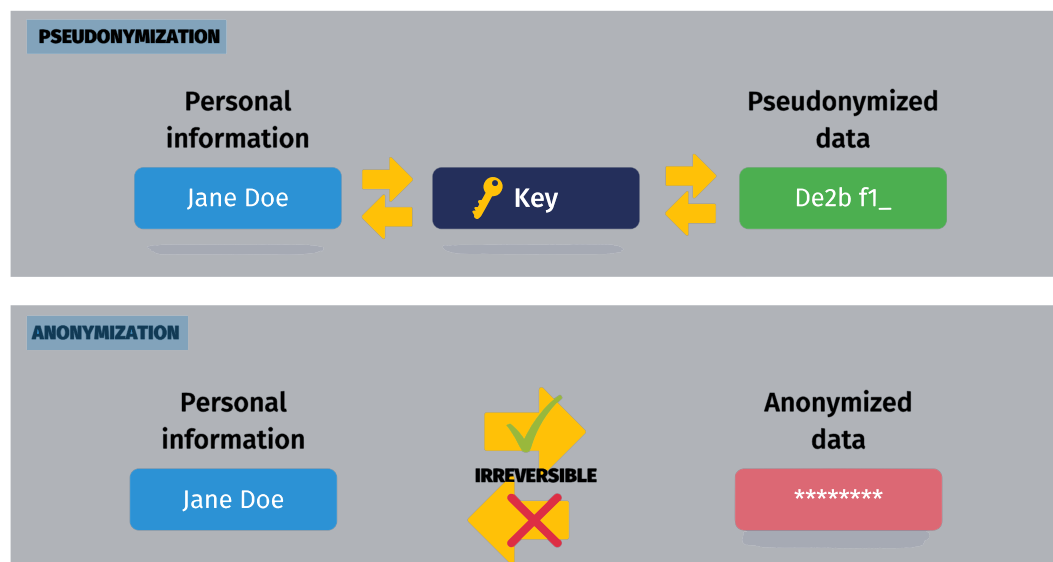 PSEUDONYMIZATION
Personal
information
Pseudonymized
data
Jane Doe
Key
De2b f1_
ANONYMIZATION
Personal
information
Anonymized
data
IRREVERSIBLE
Jane Doe
********